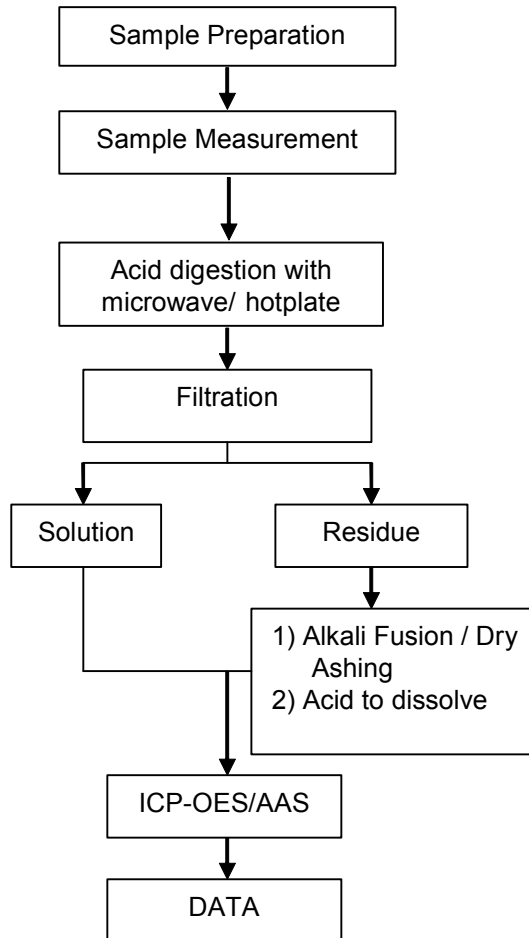 Sample Preparation
Sample Measurement
Acid digestion with
microwave/ hotplate
Filtration
Solution
Residue
1) Alkali Fusion / Dry
Ashing
2) Acid to dissolve
ICP-OES/AAS
DATA